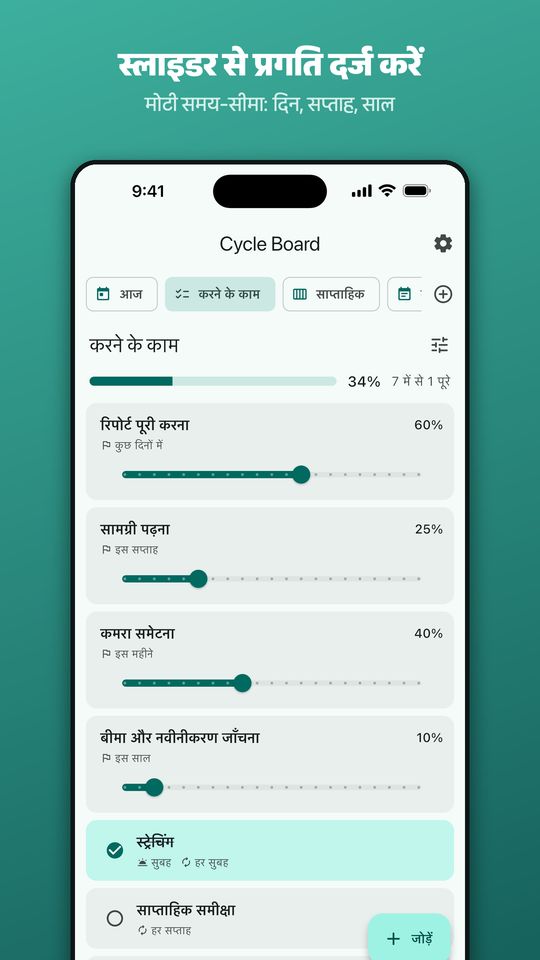 स्लाइडर से प्रगति दर्ज करें
मोटी समय-सीमा: दिन, सप्ताह, साल
9:41
Cycle Board
आज
करने के काम
साप्ताहिक
करने के काम
34% 7 में से 1 पूरे
रिपोर्ट पूरी करना 60%
कुछ दिनों में
सामग्री पढ़ना 25%
इस सप्ताह
कमरा समेटना 40%
इस महीने
बीमा और नवीनीकरण जाँचना 10%
इस साल
स्ट्रेचिंग
सुबह हर सुबह
साप्ताहिक समीक्षा
हर सप्ताह
जोड़ें